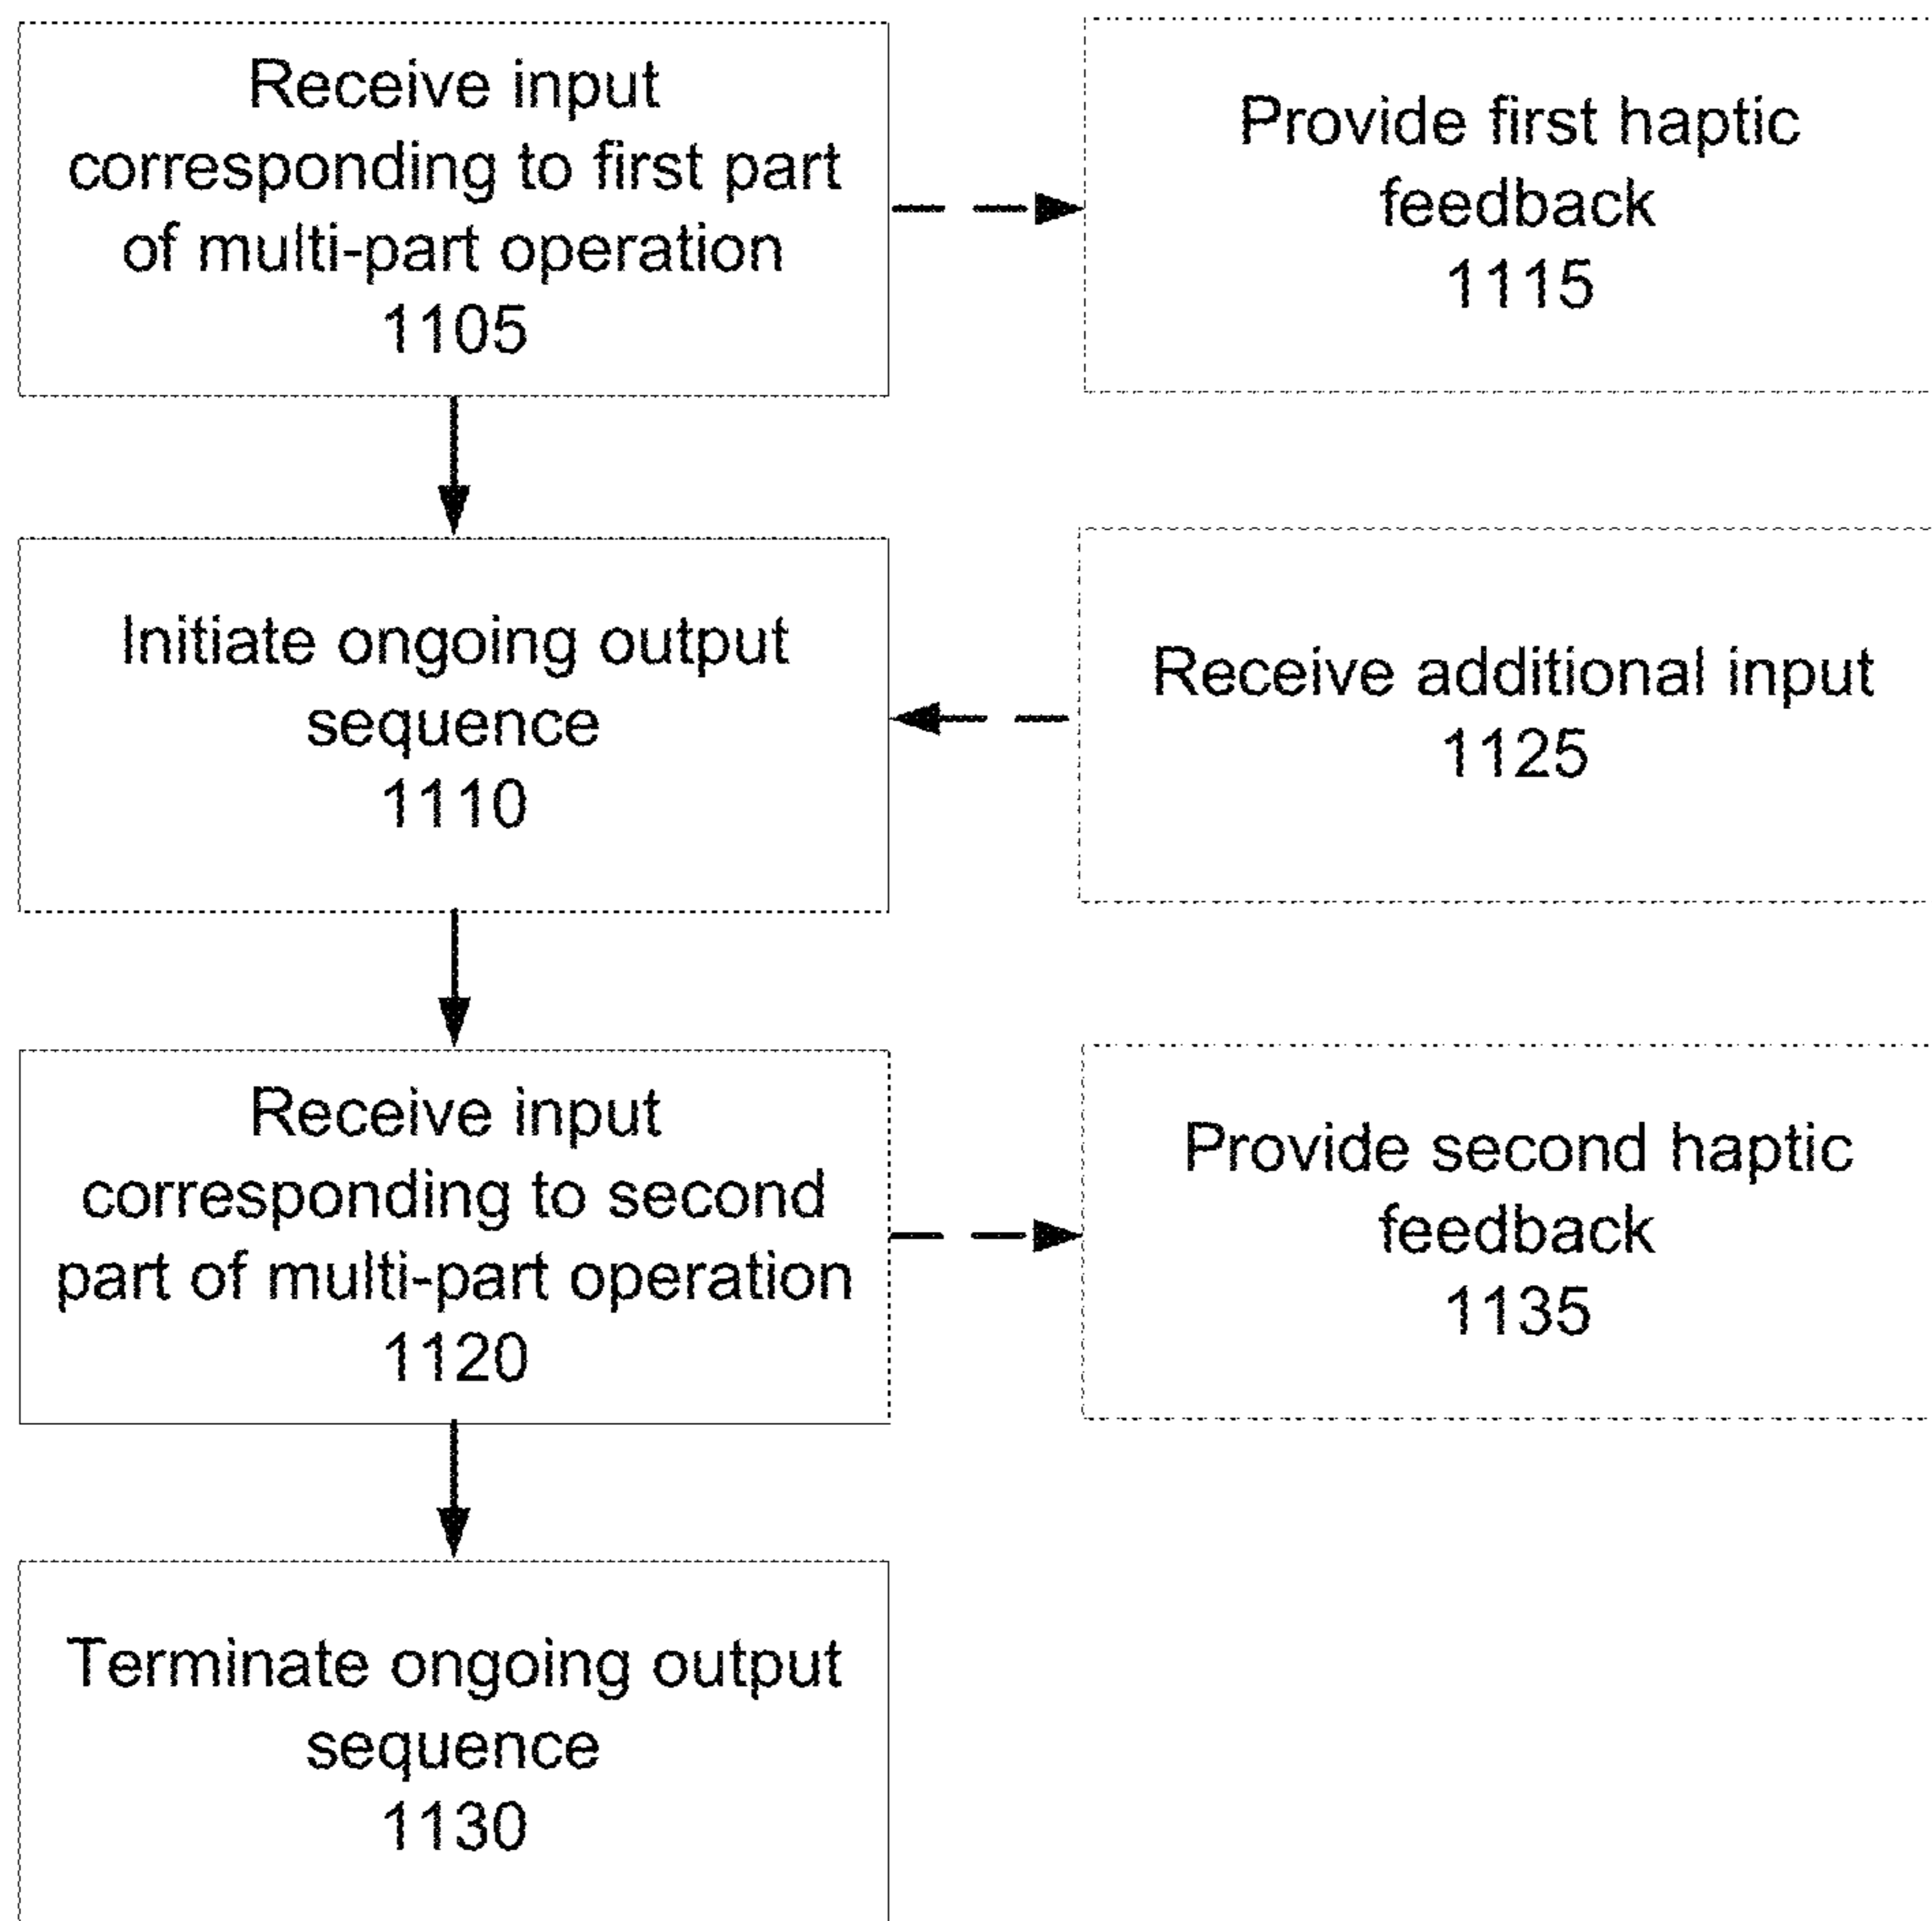 Receive input
corresponding to first part
of multi-part operation
1105
Provide first haptic
feedback
1115
Initiate ongoing output
sequence
1110
Receive additional input
1125
Receive input
corresponding to second
part of multi-part operation
1120
Provide second haptic
feedback
1135
Terminate ongoing output
sequence
1130